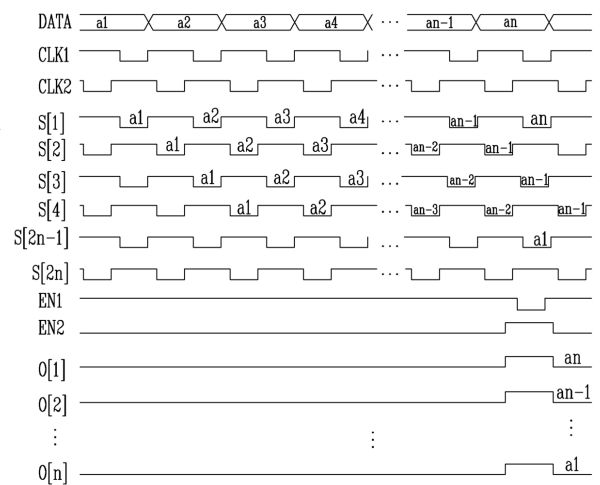 DATA a1 a2 a3 a4 ... an-1 an
CLK1 ...
CLK2 ...
S[1] a1 a2 a3 a4 ... an-1 an
S[2] a1 a2 a3 ... an-2 an-1
S[3] a1 a2 a3 ... an-2 an-1
S[4] a1 a2 ... an-3 an-2 an-1
S[2n-1] ... a1
S[2n] ...
EN1
EN2
O[1] an
O[2] an-1
O[n] a1